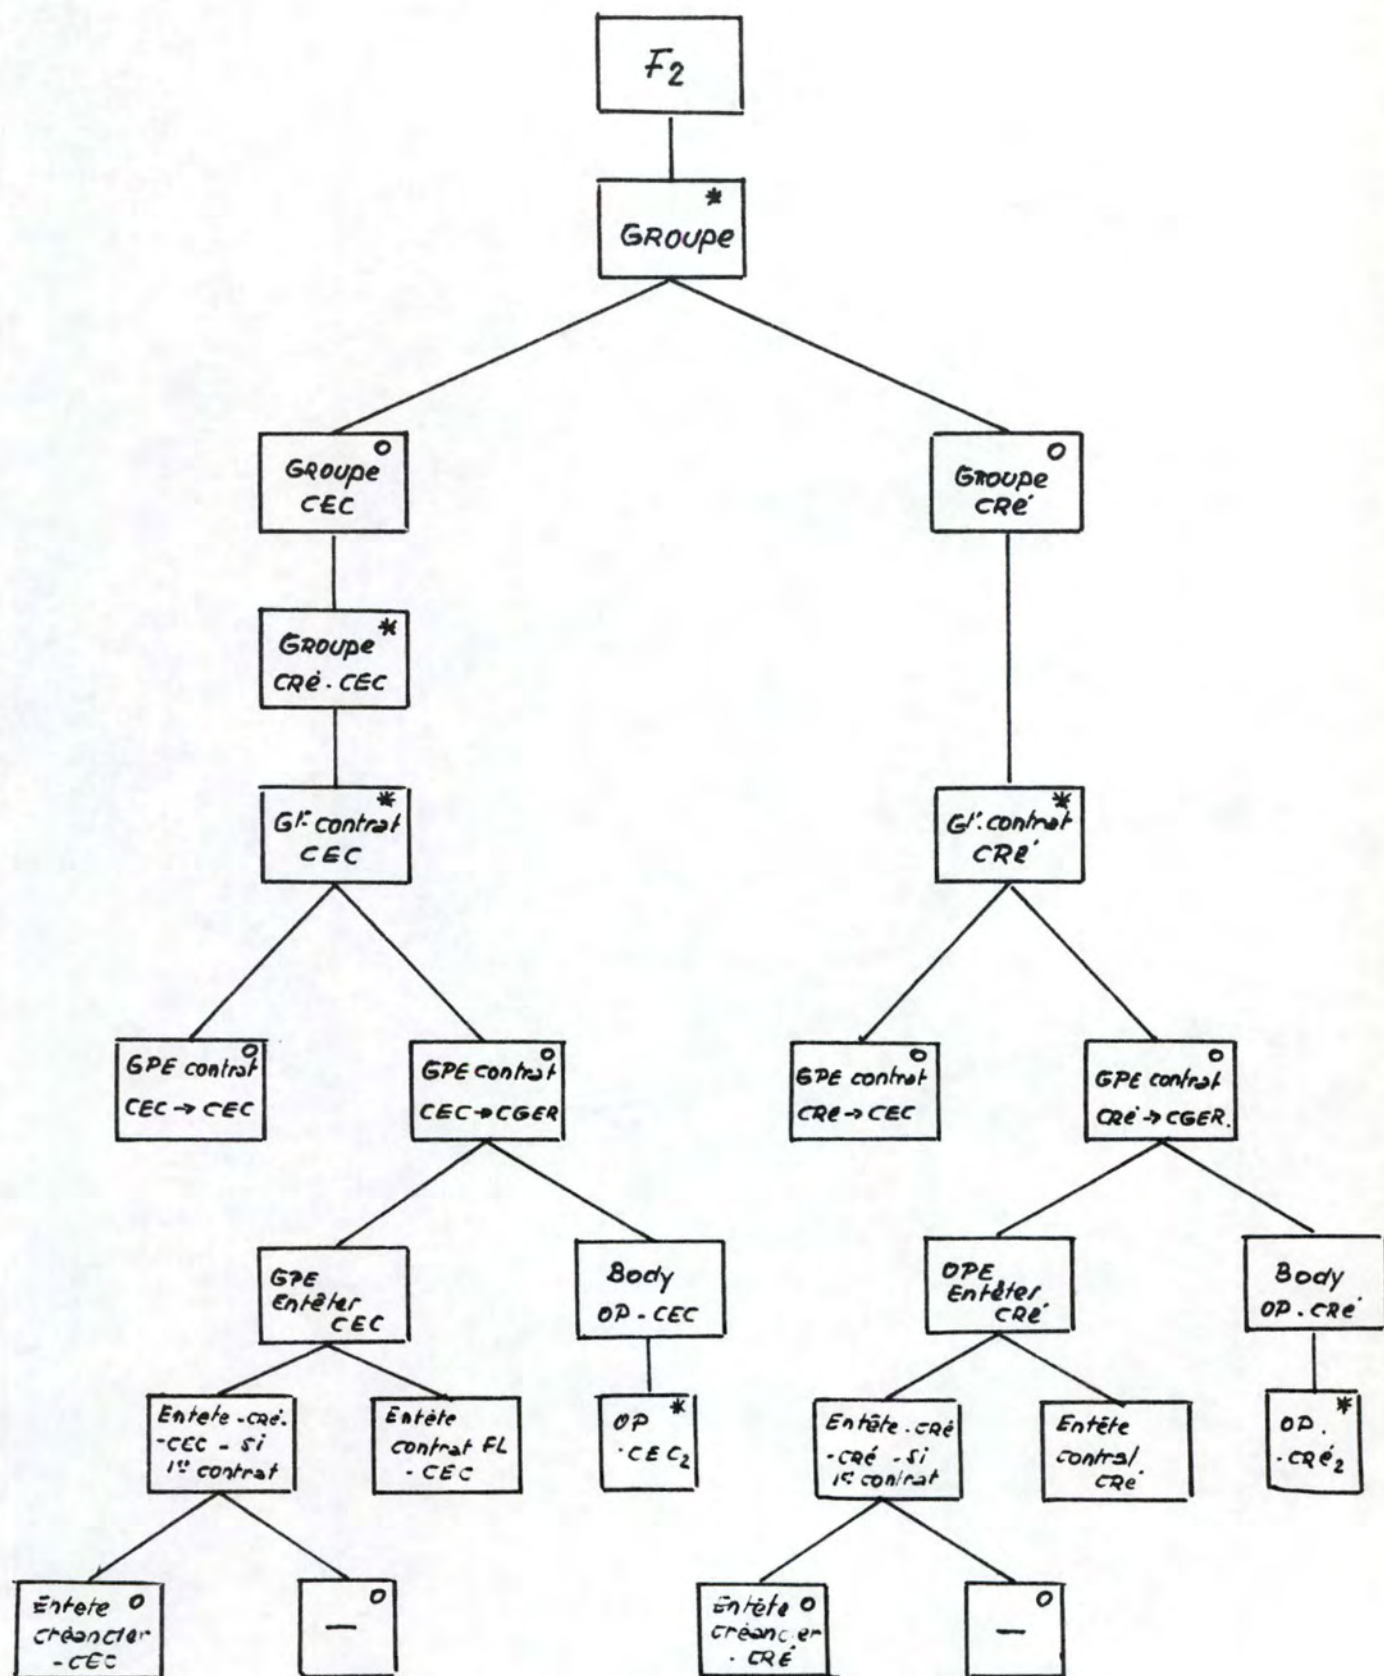 F2
*
GROUPE
O
GROUPE
CEC
O
GROUPE
CRé
*
GROUPE
CRé.CEC
*
Gr. contrat
CEC
*
Gr. contrat
CRé
O
GPE contrat
CEC → CEC
O
GPE contrat
CEC → CGER
O
GPE contrat
CRé → CEC
O
GPE contrat
CRé → CGER.
GPE
Entêter
CEC
Body
OP - CEC
OPE
Entêter
CRé
Body
OP - CRé
Entete - CRé -
- CEC - si
1er contrat
Entéte
contrat FL
- CEC
OP *
- CEC2
Entête - CRé
- CRé - si
1er contrat
Entête
contrat
CRé
OP. *
- CRé2
Entete O
créancier
- CEC
O
—
Entête O
créancier
- CRÉ
O
—